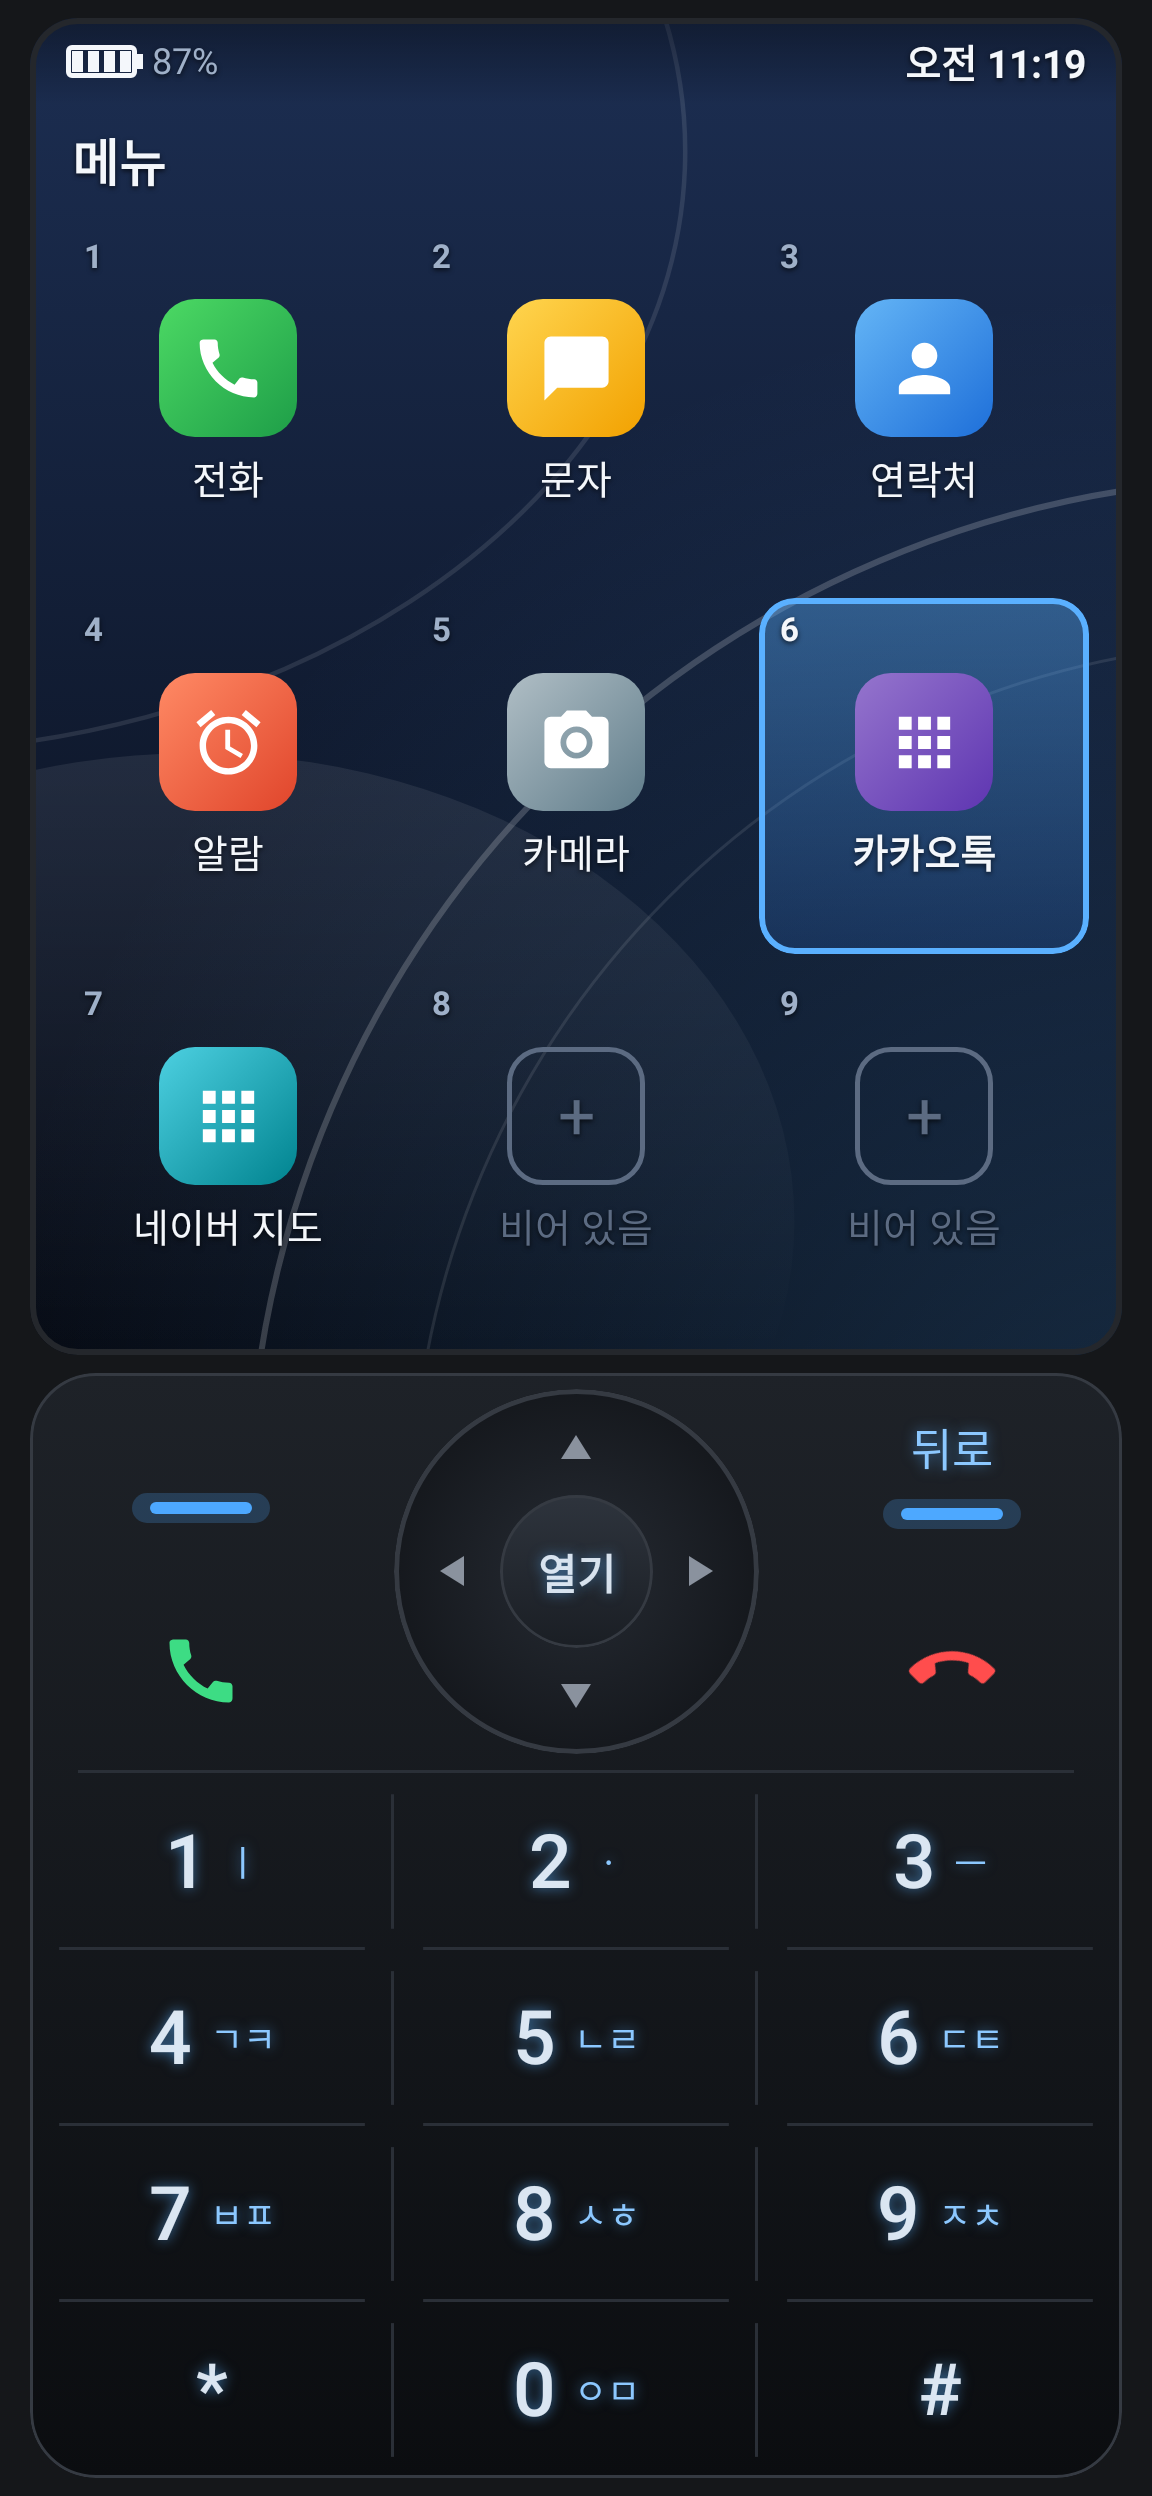 87%
오전 11:19
메뉴
1
2
3
전화
문자
연락처
4
5
6
알람
카메라
카카오톡
7
8
9
네이버 지도
비어 있음
비어 있음
뒤로
열기
1 ㅣ
2 ·
3 ㅡ
4 ㄱㅋ
5 ㄴㄹ
6 ㄷㅌ
7 ㅂㅍ
8 ㅅㅎ
9 ㅈㅊ
*
0 ㅇㅁ
#